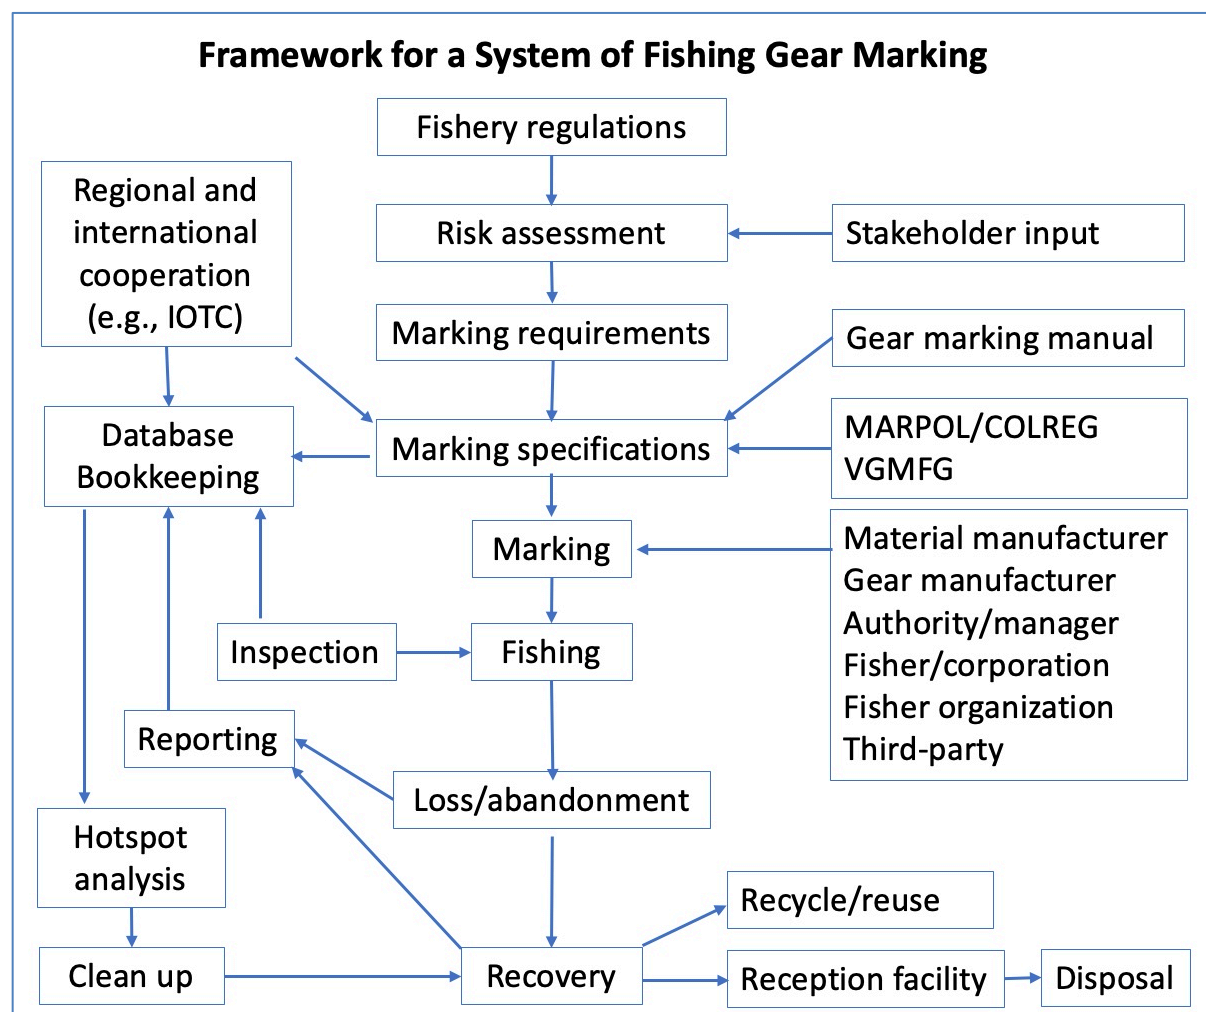 Framework for a System of Fishing Gear Marking
Fishery regulations
Regional and
international
cooperation
(e.g., IOTC)
Risk assessment
Stakeholder input
Marking requirements
Gear marking manual
Database
Bookkeeping
Marking specifications
MARPOL/COLREG
VGMFG
Marking
Material manufacturer
Gear manufacturer
Authority/manager
Fisher/corporation
Fisher organization
Third-party
Inspection
Fishing
Reporting
Loss/abandonment
Hotspot
analysis
Recycle/reuse
Clean up
Recovery
Reception facility
Disposal